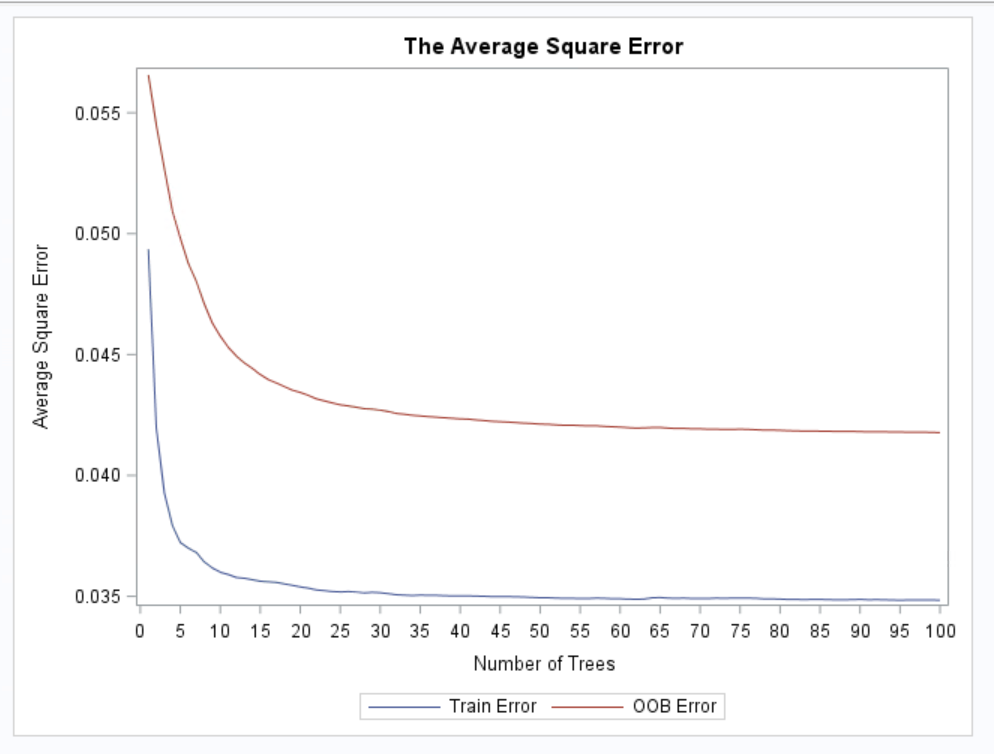 The Average Square Error
0.055
0.050
0.045
0.040
0.035
Average Square Error
0 5 10 15 20 25 30 35 40 45 50 55 60 65 70 75 80 85 90 95 100
Number of Trees
Train Error OOB Error